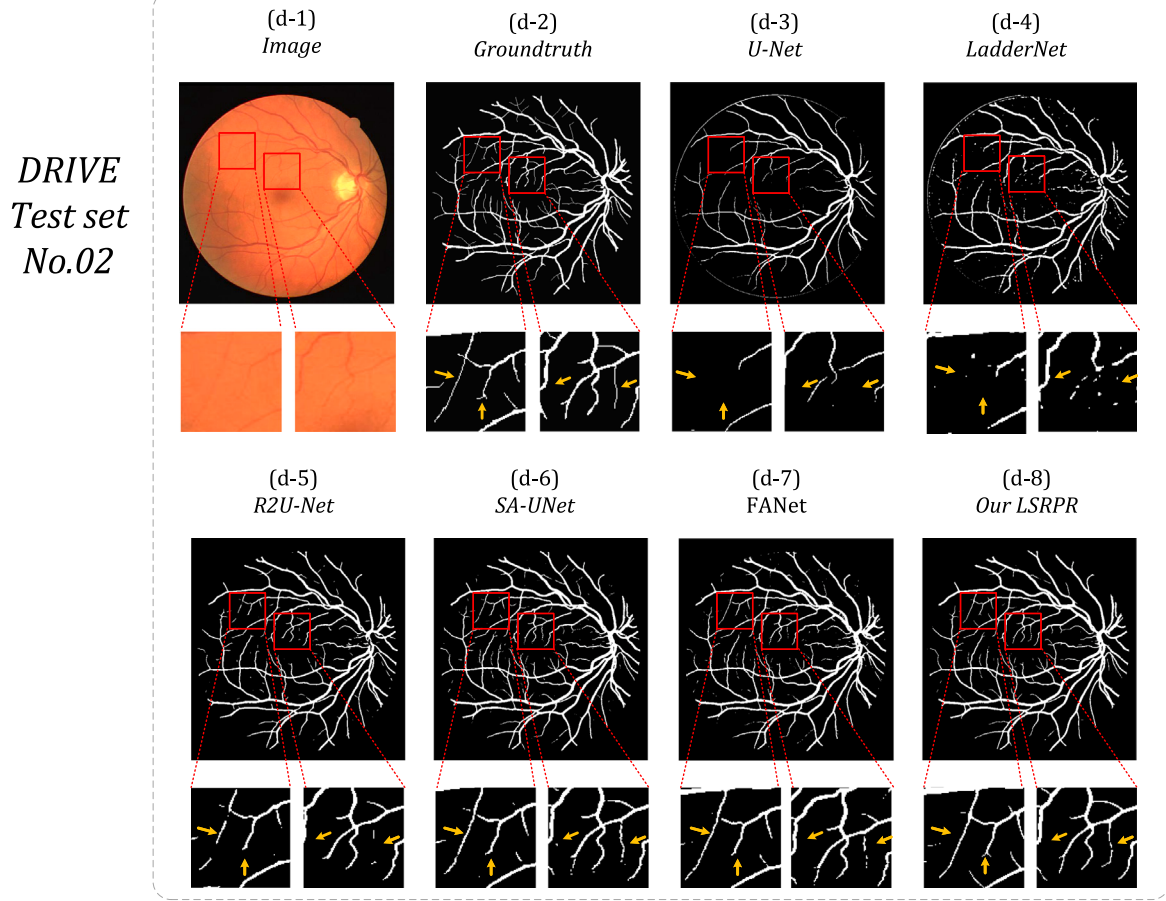 DRIVE
Test set
No.02
(d-1)
Image
(d-2)
Groundtruth
(d-3)
U-Net
(d-4)
LadderNet
(d-5)
R2U-Net
(d-6)
SA-UNet
(d-7)
FANet
(d-8)
Our LSRPR